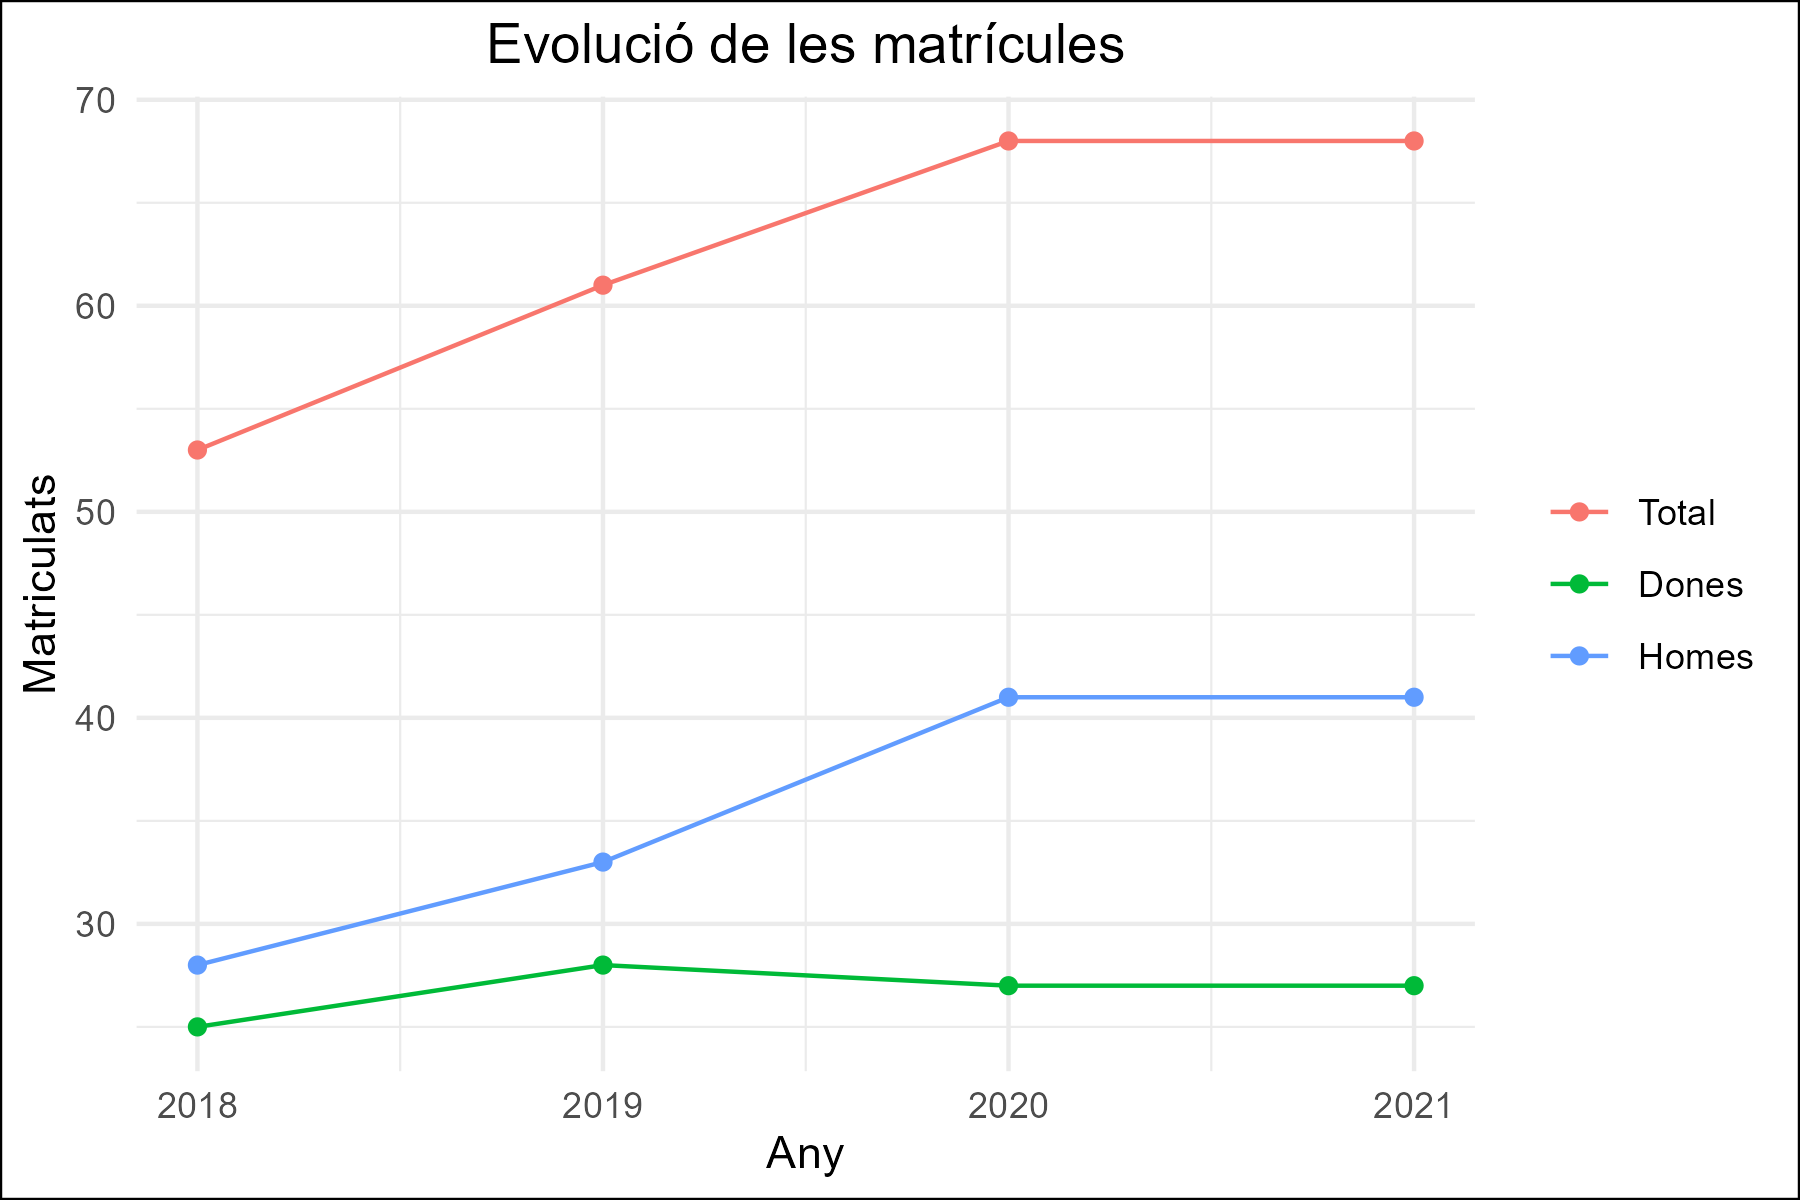 Evolució de les matrícules
70
60
50
40
30
Matriculats
2018 2019 2020 2021
Any
Total
Dones
Homes